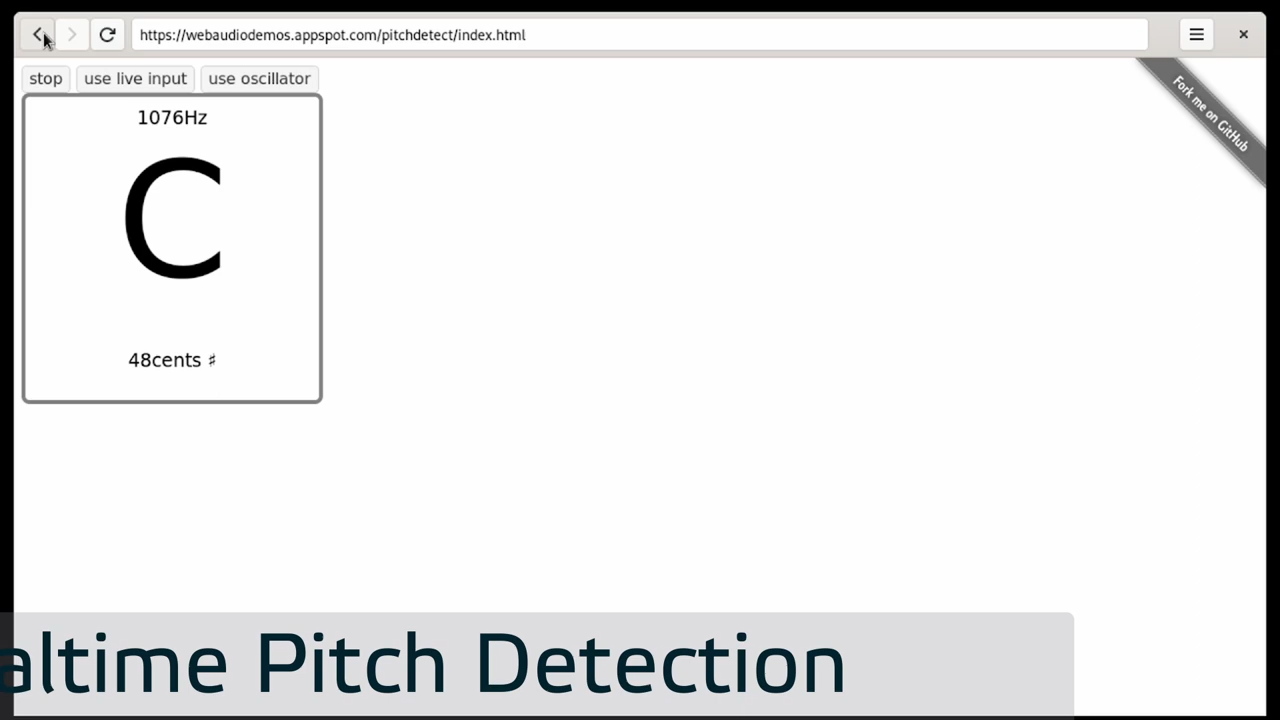 https://webaudiodemos.appspot.com/pitchdetect/index.html
stop use live input use oscillator
Fork me on GitHub
1076Hz
C
48cents ♯
altime Pitch Detection